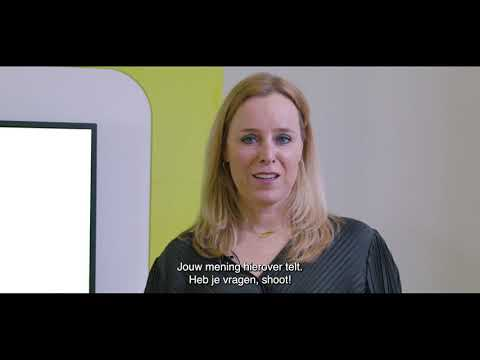 Jouw mening hierover telt.
Heb je vragen, shoot!